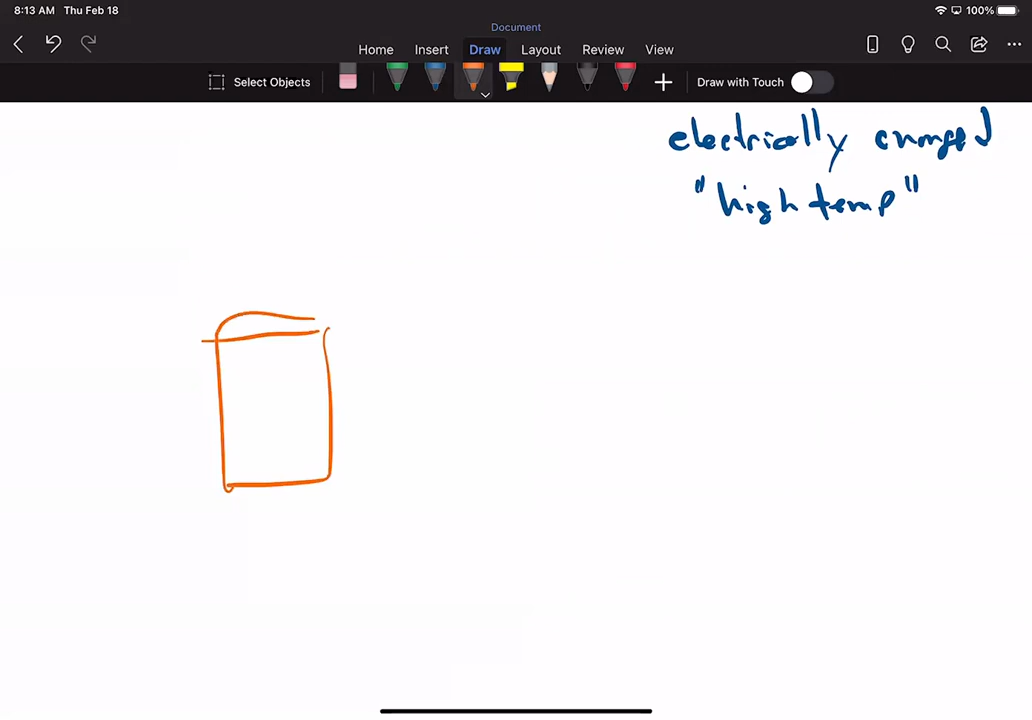 8:13 AM Thu Feb 18
100%
Document
Home Insert Draw Layout Review View
Select Objects
Draw with Touch
electrically
"high temp"